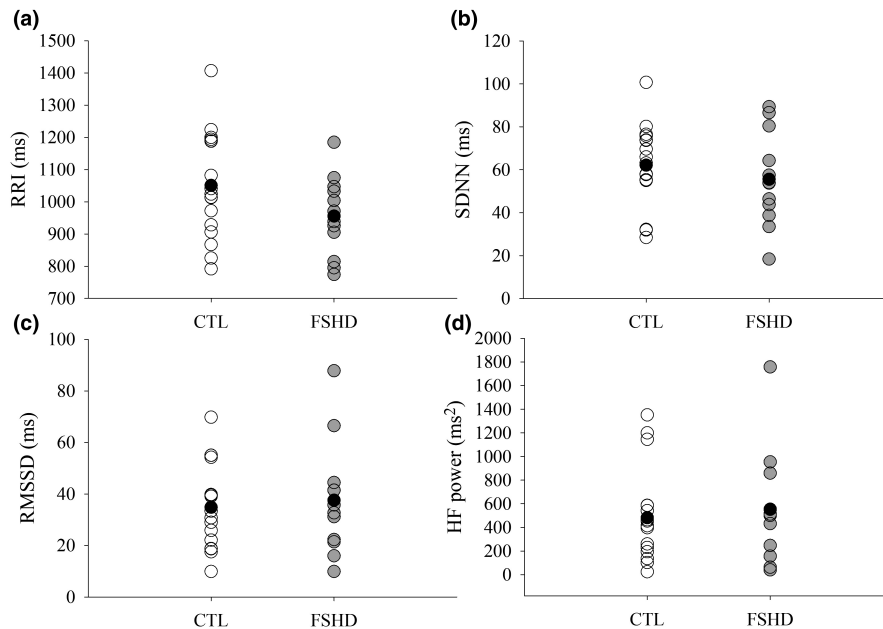 (a)
1500
1400
1300
1200
1100
1000
900
800
700
RRI (ms)
CTL FSHD
(b)
120
100
80
60
40
20
0
SDNN (ms)
CTL FSHD
(c)
100
80
60
40
20
0
RMSSD (ms)
CTL FSHD
(d)
2000
1800
1600
1400
1200
1000
800
600
400
200
0
HF power (ms²)
CTL FSHD